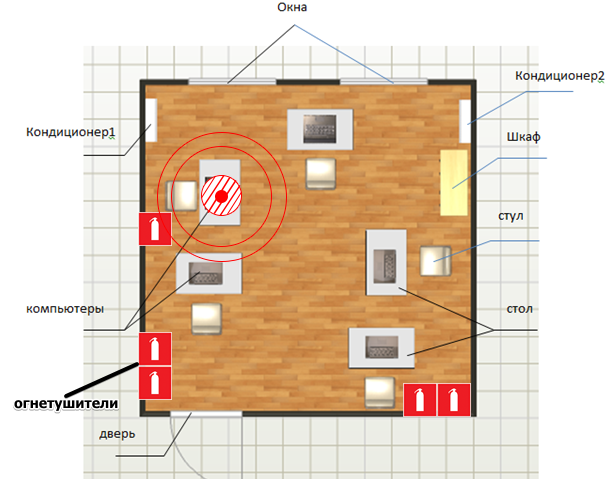 Окна
Кондиционер2
Кондиционер1
Шкаф
стул
компьютеры
стол
огнетушители
дверь